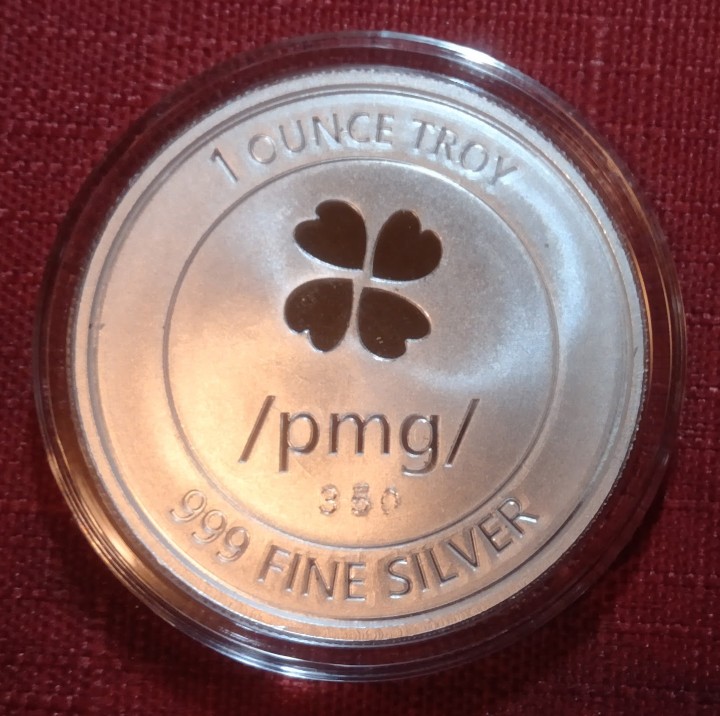 1 OUNCE TROY
/pmg/
350
999 FINE SILVER